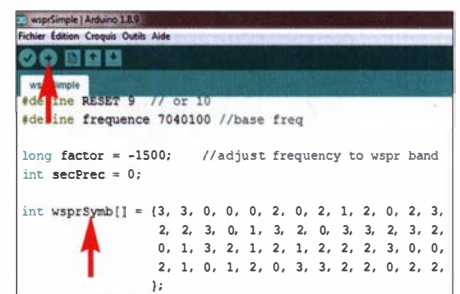 wsprSimple | Arduino 1.8.9
Fichier Édition Croquis Outils Aide
wsprSimple
#define RESET 9 // or 10
#define frequence 7040100 //base freq
long factor = -1500; //adjust frequency to wspr band
int secPrec = 0;
int wsprSymb[] = {3, 3, 0, 0, 0, 2, 0, 2, 1, 2, 0, 2, 3,
2, 2, 3, 0, 1, 3, 2, 0, 3, 3, 2, 3, 2,
0, 1, 3, 2, 1, 2, 1, 2, 2, 2, 3, 0, 0,
2, 1, 0, 1, 2, 0, 3, 3, 2, 2, 0, 2, 2,
};